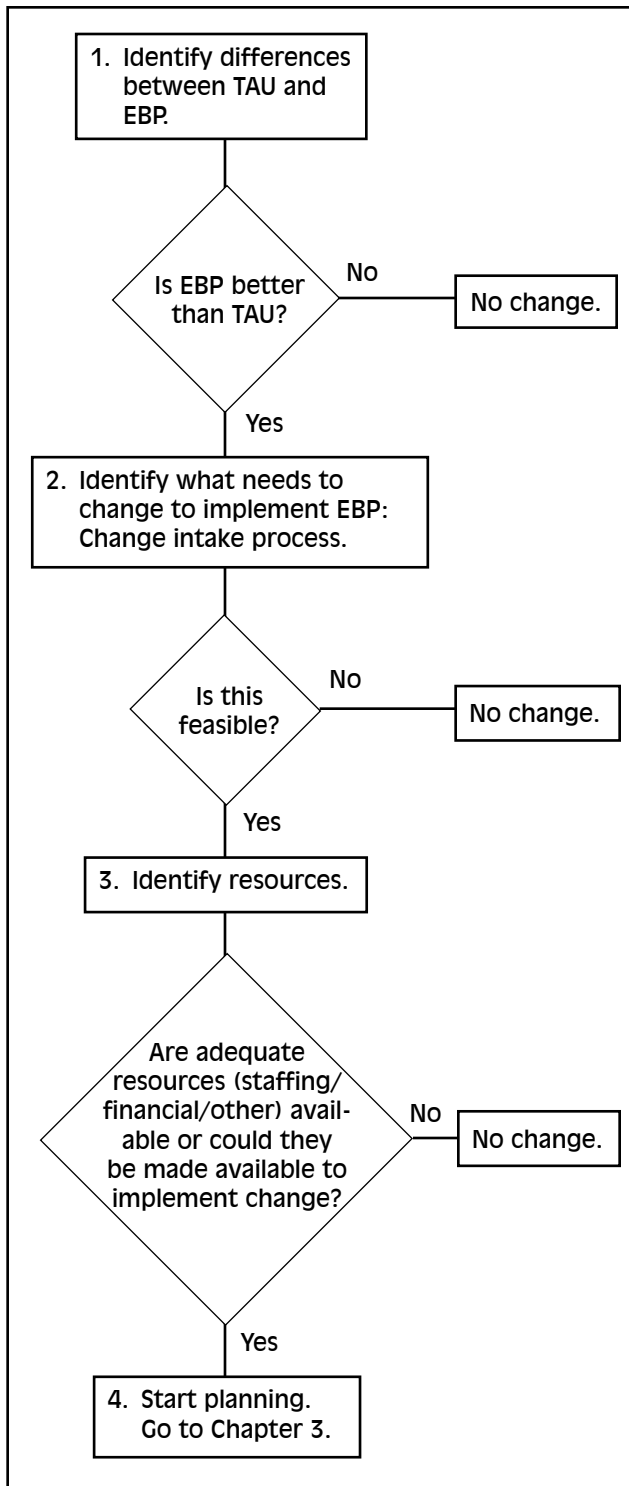 1. Identify differences
between TAU and
EBP.
Is EBP better
than TAU?
No
No change.
Yes
2. Identify what needs to
change to implement EBP:
Change intake process.
Is this
feasible?
No
No change.
Yes
3. Identify resources.
Are adequate
resources (staffing/
financial/other) avail-
able or could they
be made available to
implement change?
No
No change.
Yes
4. Start planning.
Go to Chapter 3.